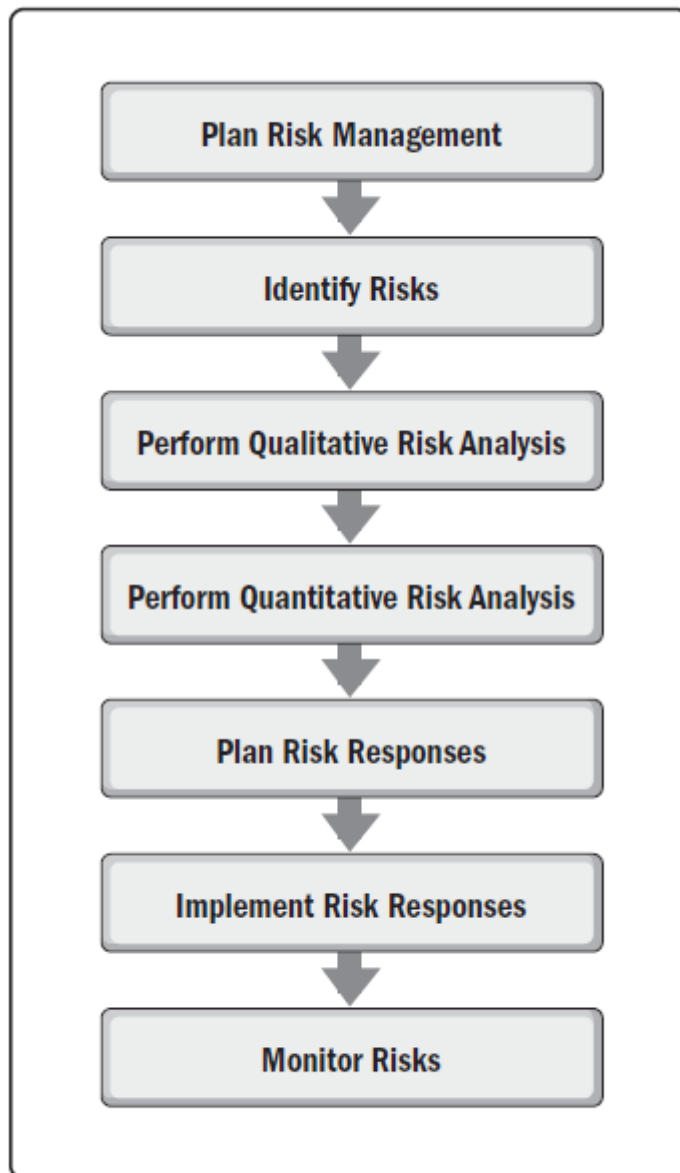 Plan Risk Management
Identify Risks
Perform Qualitative Risk Analysis
Perform Quantitative Risk Analysis
Plan Risk Responses
Implement Risk Responses
Monitor Risks